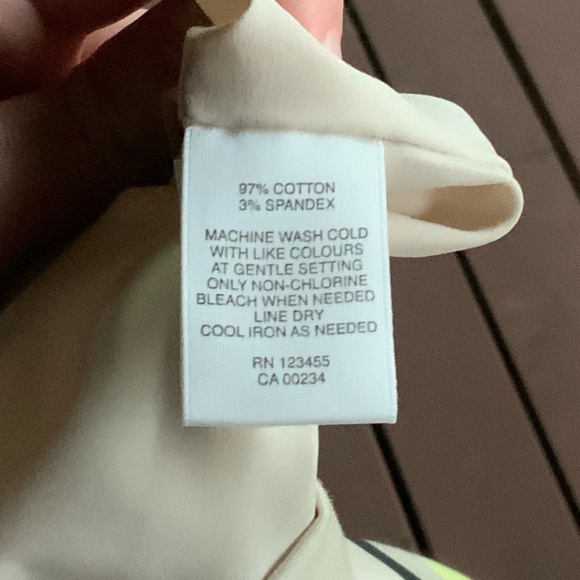 97% COTTON
3% SPANDEX
MACHINE WASH COLD
WITH LIKE COLOURS
AT GENTLE SETTING
ONLY NON-CHLORINE
BLEACH WHEN NEEDED
LINE DRY
COOL IRON AS NEEDED
RN 123455
CA 00234